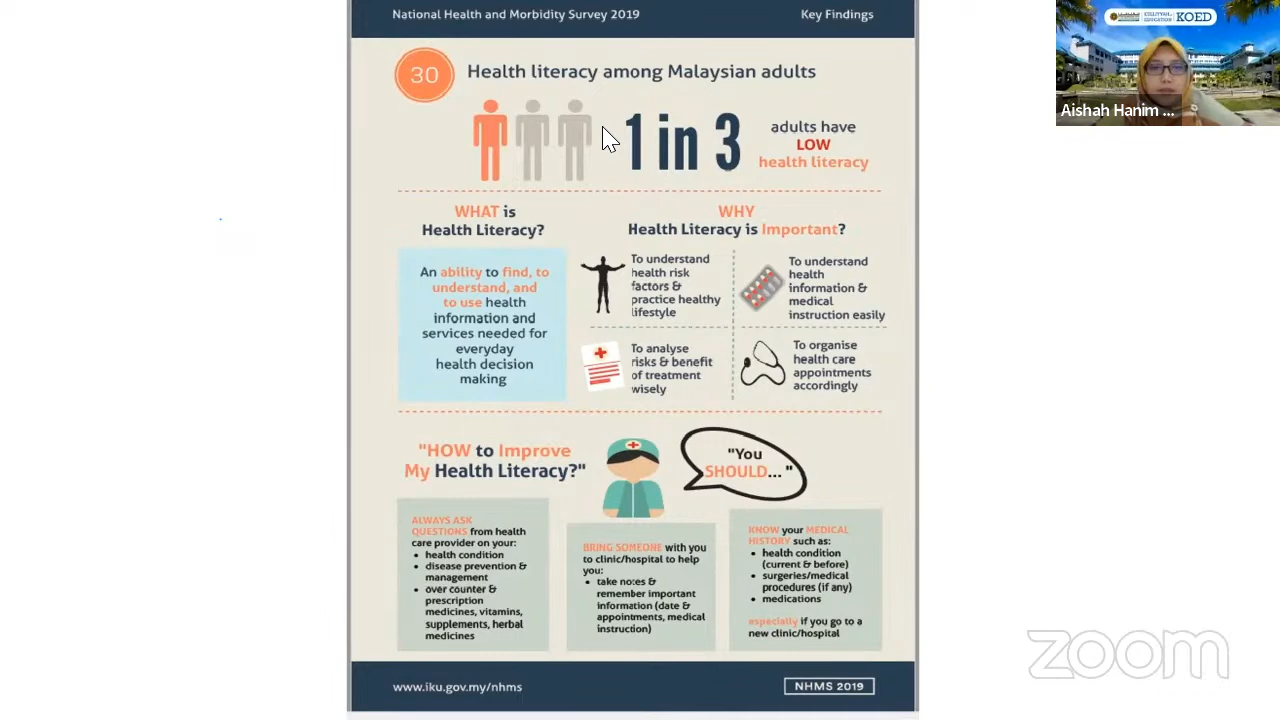 National Health and Morbidity Survey 2019
Key Findings
30
Health literacy among Malaysian adults
1 in 3
adults have
LOW
health literacy
WHAT is
Health Literacy?
An ability to find, to
understand, and
to use health
information and
services needed for
everyday
health decision
making
WHY
Health Literacy is Important?
To understand
health risk
factors &
practice healthy
lifestyle
To understand
health
information &
medical
instruction easily
To analyse
risks & benefit
of treatment
wisely
To organise
health care
appointments
accordingly
"HOW to Improve
My Health Literacy?"
"You
SHOULD... "
ALWAYS ASK
QUESTIONS from health
care provider on your:
• health condition
• disease prevention &
management
• over counter &
prescription
medicines, vitamins,
supplements, herbal
medicines
BRING SOMEONE with you
to clinic/hospital to help
you:
• take notes &
remember important
information (date &
appointments, medical
instruction)
KNOW your MEDICAL
HISTORY such as:
• health condition
(current & before)
• surgeries/medical
procedures (if any)
• medications
especially if you go to a
new clinic/hospital
www.iku.gov.my/nhms
NHMS 2019
KOED
Aishah Hanim ...
zoom